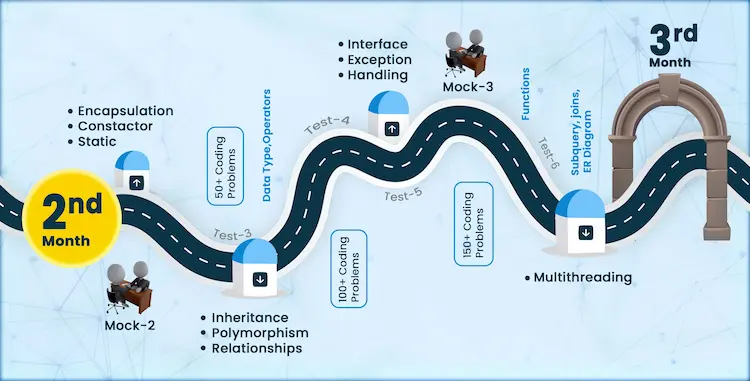 2nd
Month
• Encapsulation
• Constactor
• Static
Mock-2
50+ Coding
Problems
Test-3
Data Type,Operators
• Inheritance
• Polymorphism
• Relationships
Test-4
100+ Coding
Problems
• Interface
• Exception
• Handling
Test-5
Mock-3
150+ Coding
Problems
Functions
Test-6
Subquery, joins,
ER Diagram
• Multithreading
3rd
Month